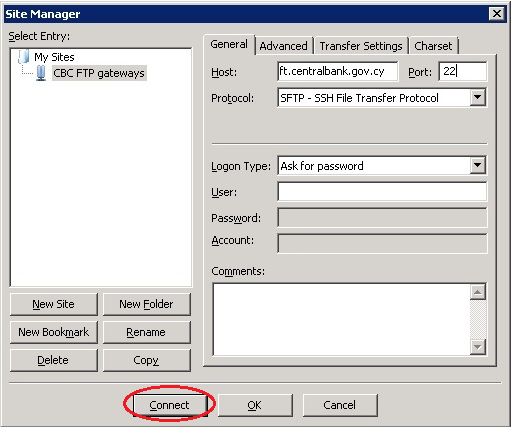 Site Manager
Select Entry:
My Sites
CBC FTP gateways
New Site
New Folder
New Bookmark
Rename
Delete
Copy
General
Advanced
Transfer Settings
Charset
Host: ft.centralbank.gov.cy Port: 22
Protocol: SFTP - SSH File Transfer Protocol
Logon Type: Ask for password
User:
Password:
Account:
Comments:
Connect
OK
Cancel